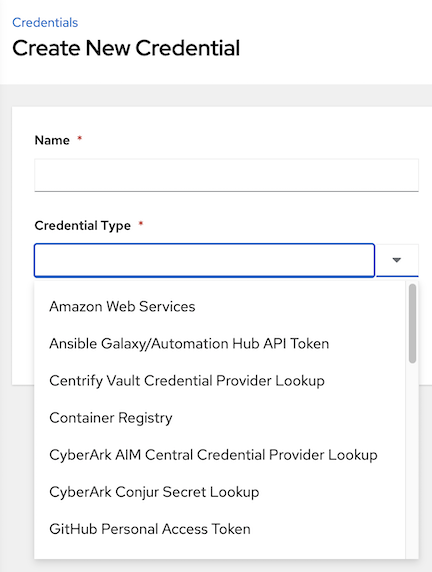 Credentials
Create New Credential
Name *
Credential Type *
Amazon Web Services
Ansible Galaxy/Automation Hub API Token
Centrify Vault Credential Provider Lookup
Container Registry
CyberArk AIM Central Credential Provider Lookup
CyberArk Conjur Secret Lookup
GitHub Personal Access Token